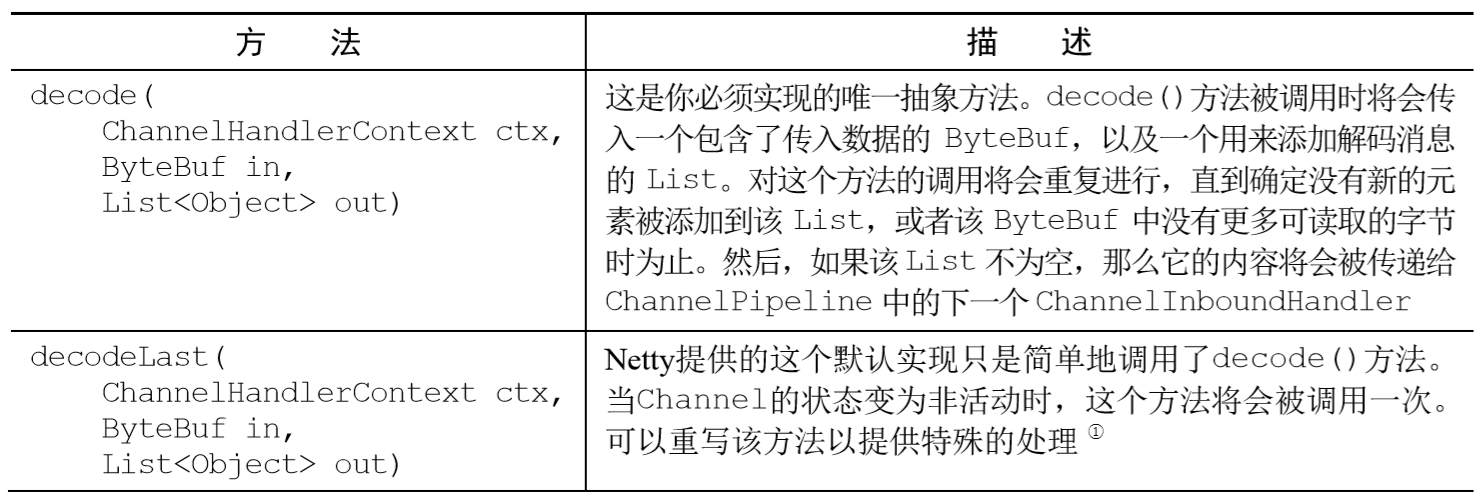 方 法
描 述
decode(
ChannelHandlerContext ctx,
ByteBuf in,
List<Object> out)
这是你必须实现的唯一抽象方法。decode()方法被调用时将会传
入一个包含了传入数据的 ByteBuf，以及一个用来添加解码消息
的 List。对这个方法的调用将会重复进行，直到确定没有新的元
素被添加到该 List，或者该 ByteBuf 中没有更多可读取的字节
时为止。然后，如果该 List 不为空，那么它的内容将会被传递给
ChannelPipeline 中的下一个 ChannelInboundHandler
decodeLast(
ChannelHandlerContext ctx,
ByteBuf in,
List<Object> out)
Netty提供的这个默认实现只是简单地调用了decode()方法。
当Channel的状态变为非活动时，这个方法将会被调用一次。
可以重写该方法以提供特殊的处理 ①